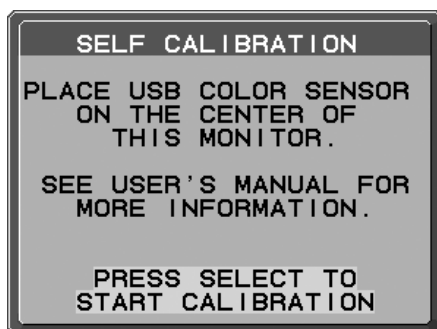 SELF CALIBRATION
PLACE USB COLOR SENSOR
ON THE CENTER OF
THIS MONITOR.
SEE USER'S MANUAL FOR
MORE INFORMATION.
PRESS SELECT TO
START CALIBRATION